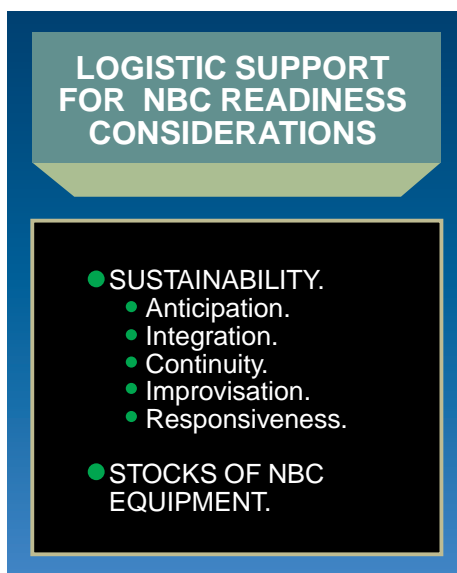 LOGISTIC SUPPORT
FOR NBC READINESS
CONSIDERATIONS
SUSTAINABILITY.
Anticipation.
Integration.
Continuity.
Improvisation.
Responsiveness.
STOCKS OF NBC
EQUIPMENT.